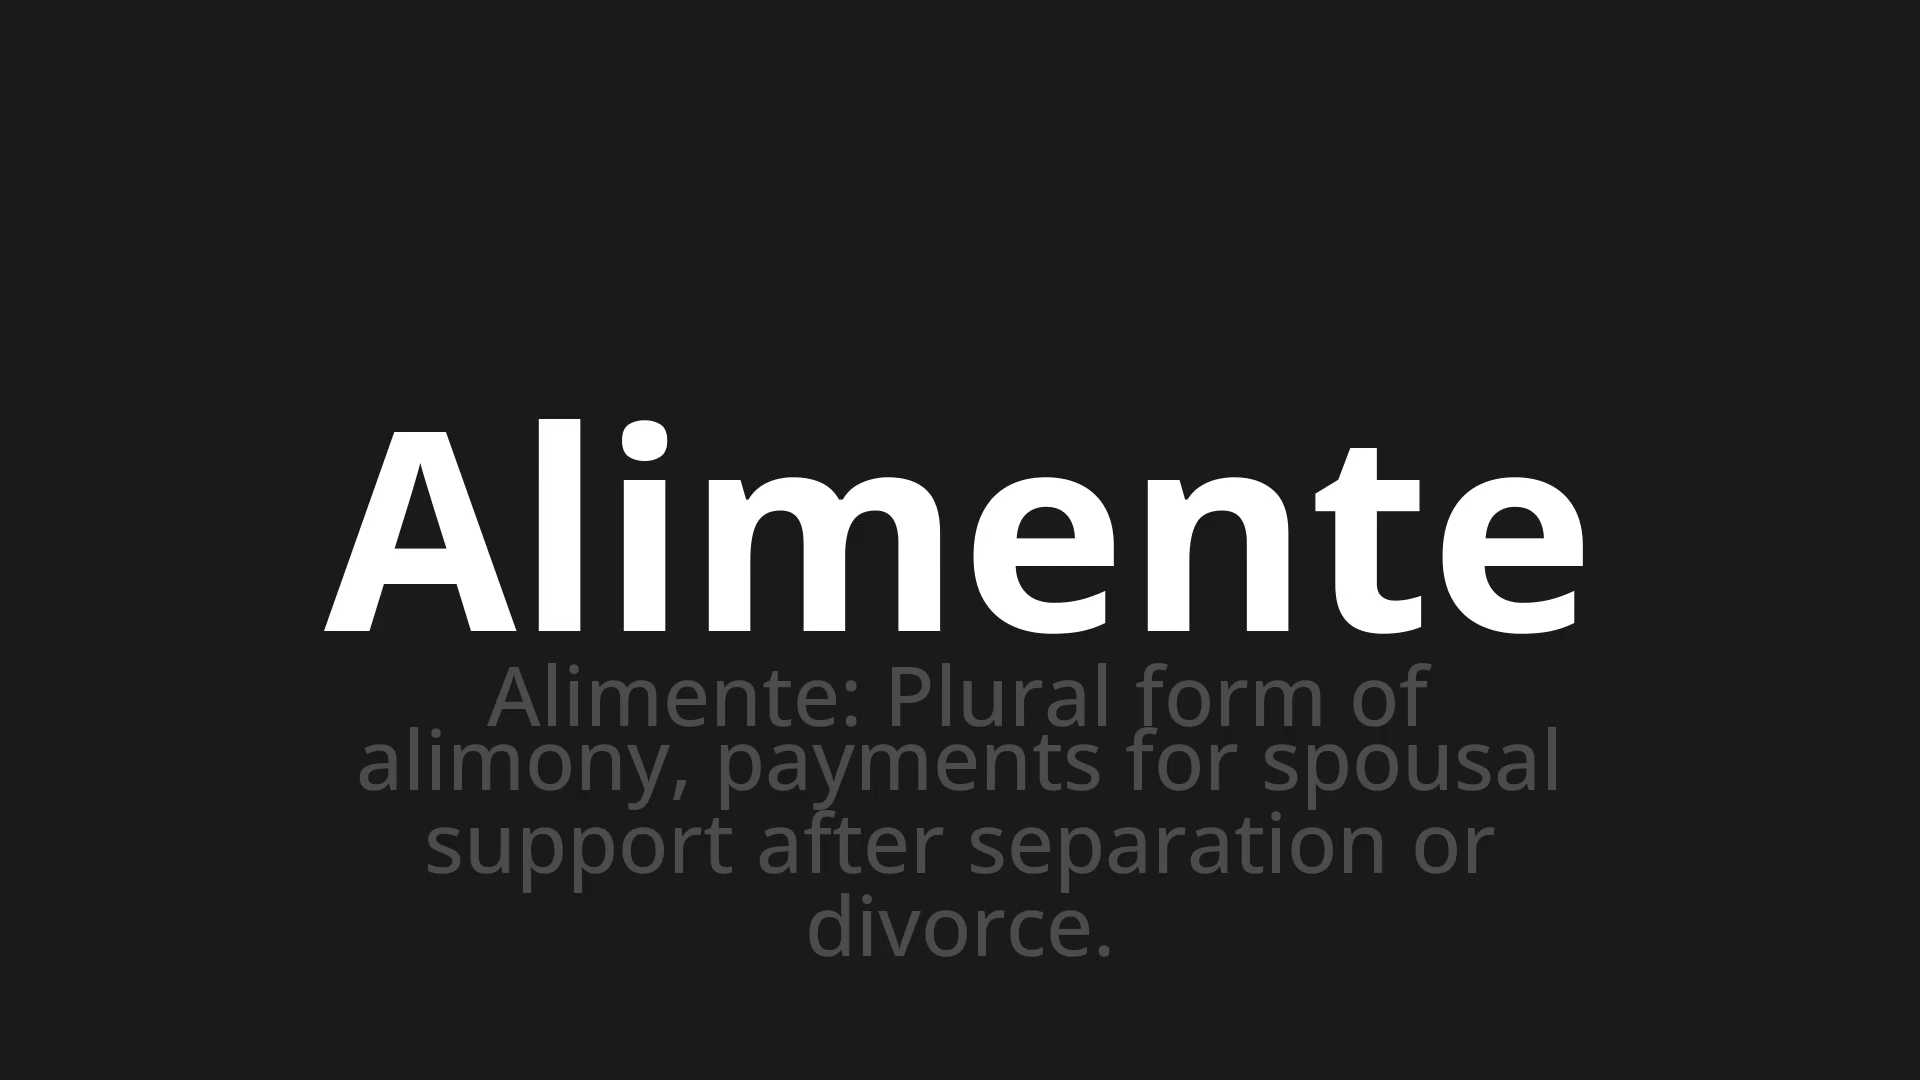 Alimente
Alimente: Plural form of
alimony, payments for spousal
support after separation or
divorce.